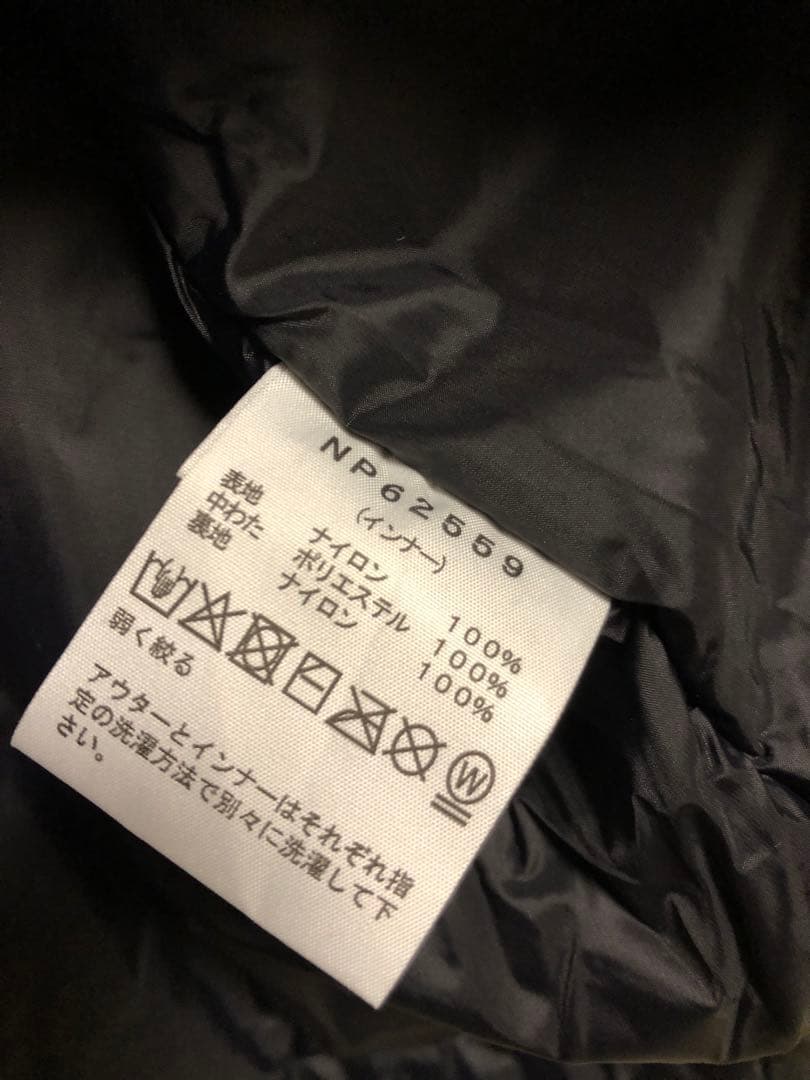 NP62559
(インナー)
表地 ナイロン 100%
中わた ポリエステル 100%
裏地 ナイロン 100%
W
弱く絞る
アウターとインナーはそれぞれ指
定の洗濯方法で別々に洗濯して下
さい。